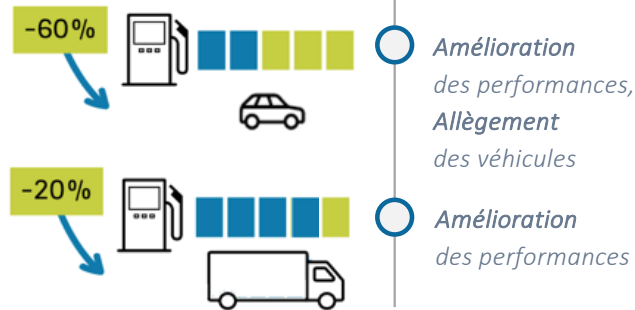 -60%
Amélioration
des performances,
Allègement
des véhicules
-20%
Amélioration
des performances